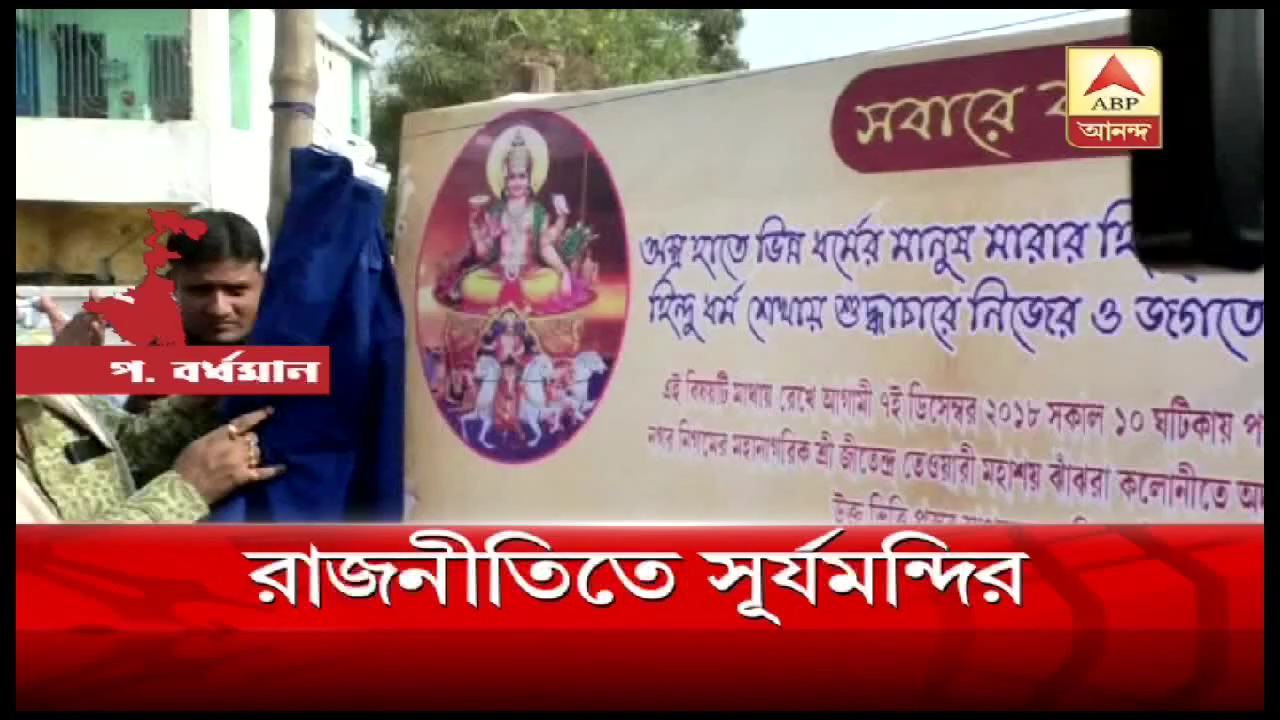 সবারে
ABP
আনন্দ
অস্ত্র হাতে ভিন্ন ধর্মের মানুষ মারার
হিন্দু ধর্ম শেখায় শুদ্ধাচারে নিজের ও জগতে
এই বিষয়টি মাথায় রেখে আগামী ৭ই ডিসেম্বর ২০১৮ সকাল ১০ ঘটিকায়
নগর নিগমের মহানাগরিক শ্রী জীতেন্দ্র তেওয়ারী মহাশয় ঝাঁঝরা কলোনীতে
প. বর্ধমান
রাজনীতিতে সূর্যমন্দির